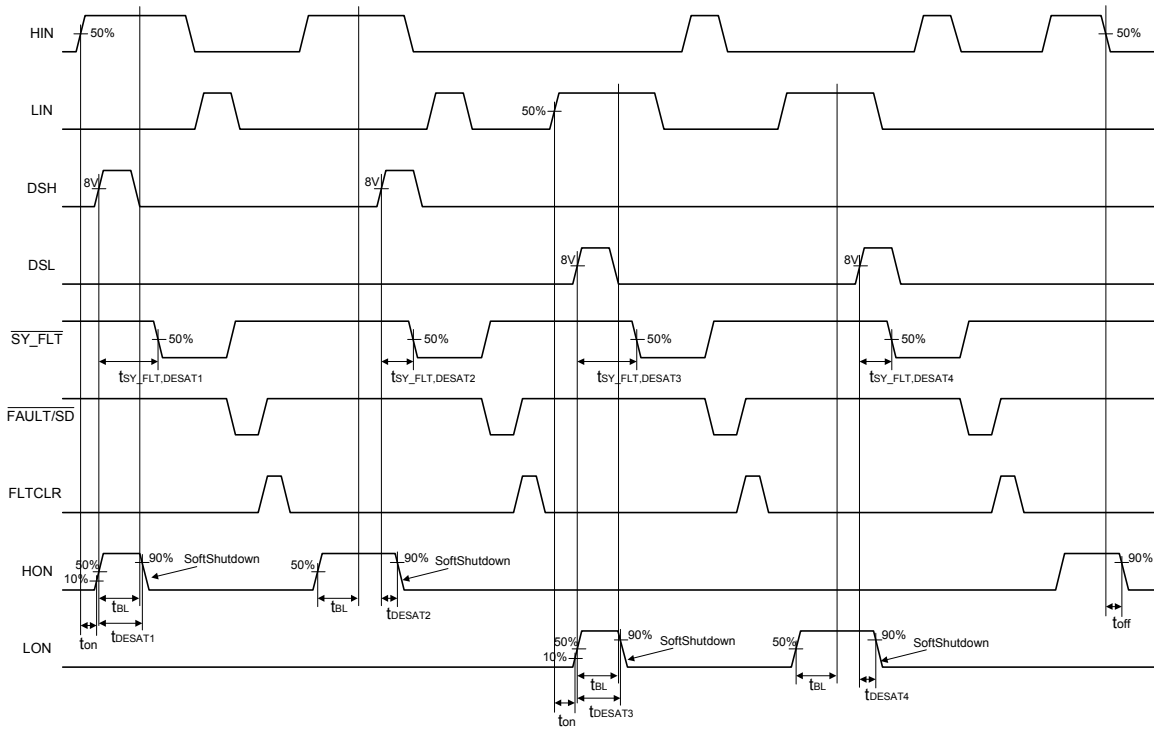 HIN
50%
50%
LIN
50%
DSH
8V
8V
DSL
8V
8V
SY_FLT
50%
50%
50%
50%
tSY_FLT,DESAT1
tSY_FLT,DESAT2
tSY_FLT,DESAT3
tSY_FLT,DESAT4
FAULT/SD
FLTCLR
HON
50%
10%
90%
SoftShutdown
50%
90%
SoftShutdown
90%
tBL
tBL
ton
tDESAT1
tDESAT2
toff
LON
50%
10%
90%
SoftShutdown
50%
90%
SoftShutdown
tBL
tBL
ton
tDESAT3
tDESAT4